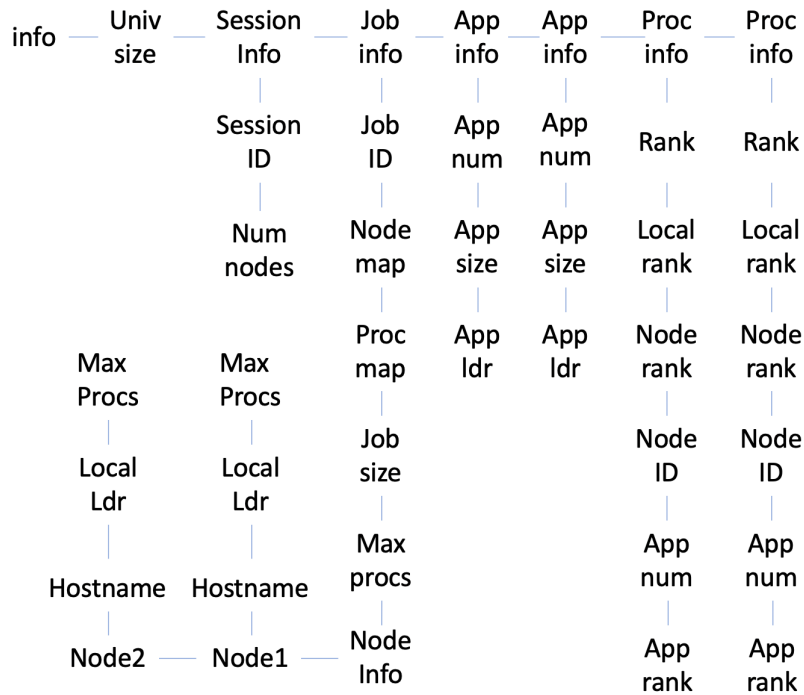 info
Univ
size
Session
Info
Job
info
App
info
App
info
Proc
info
Proc
info
Session
ID
Job
ID
App
num
App
num
Rank
Rank
Num
nodes
Node
map
App
size
App
size
Local
rank
Local
rank
Max
Procs
Max
Procs
Proc
map
App
ldr
App
ldr
Node
rank
Node
rank
Local
Ldr
Local
Ldr
Job
size
Node
ID
Node
ID
Hostname
Hostname
Max
procs
App
num
App
num
Node2
Node1
Node
Info
App
rank
App
rank